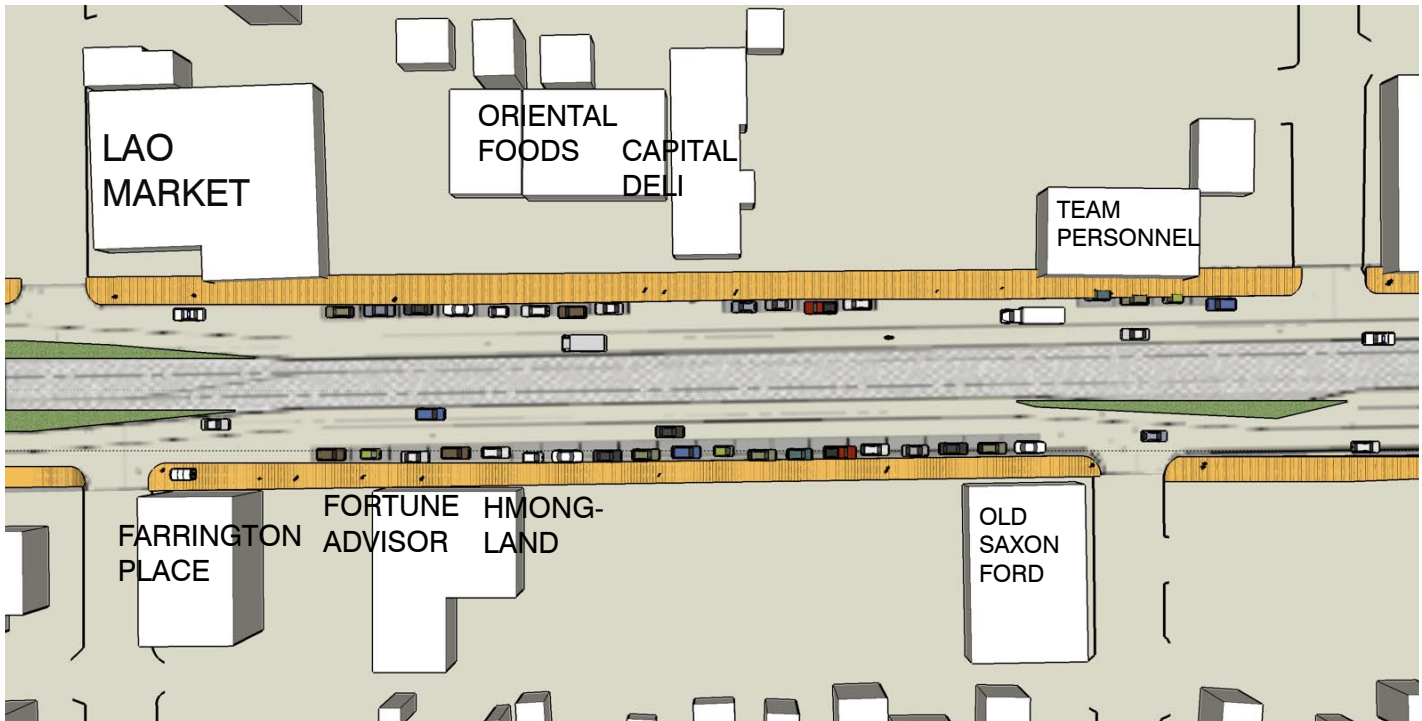 LAO
MARKET
ORIENTAL
FOODS
CAPITAL
DELI
TEAM
PERSONNEL
FARRINGTON
PLACE
FORTUNE
ADVISOR
HMONG-
LAND
OLD
SAXON
FORD